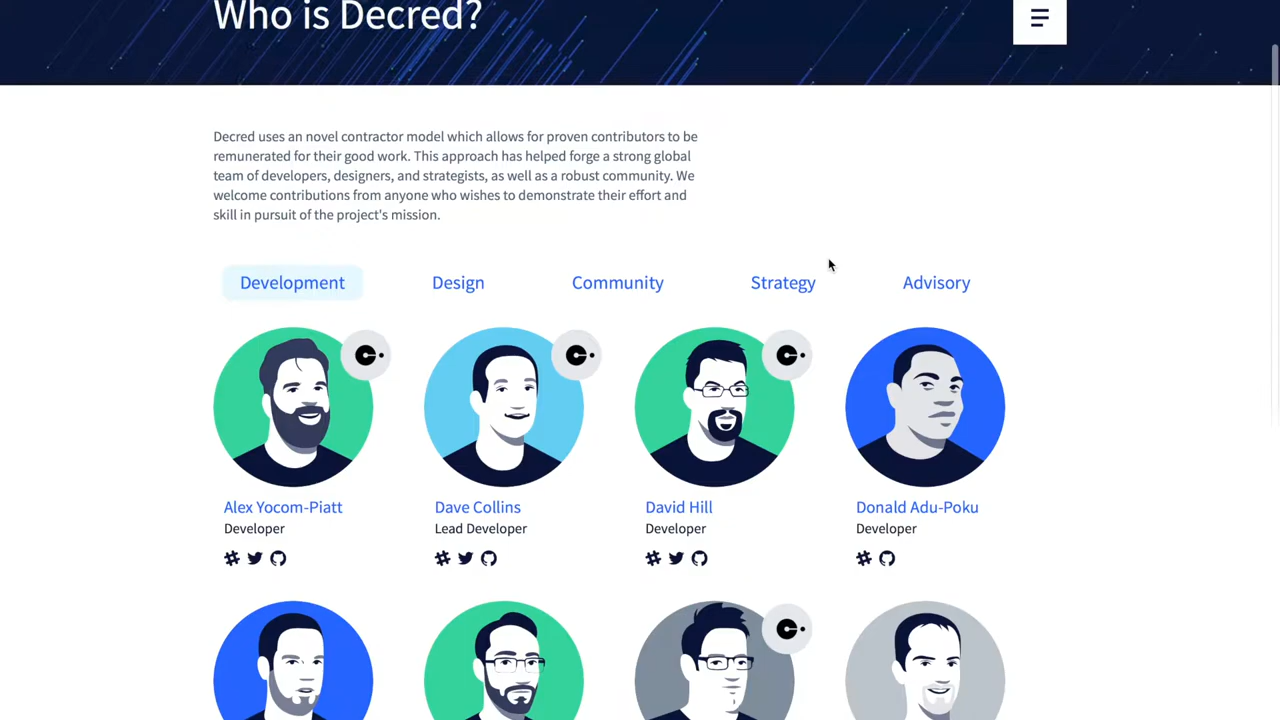 Who is Decred?
Decred uses an novel contractor model which allows for proven contributors to be
remunerated for their good work. This approach has helped forge a strong global
team of developers, designers, and strategists, as well as a robust community. We
welcome contributions from anyone who wishes to demonstrate their effort and
skill in pursuit of the project's mission.
Development Design Community Strategy Advisory
Alex Yocom-Piatt Dave Collins David Hill Donald Adu-Poku
Developer Lead Developer Developer Developer